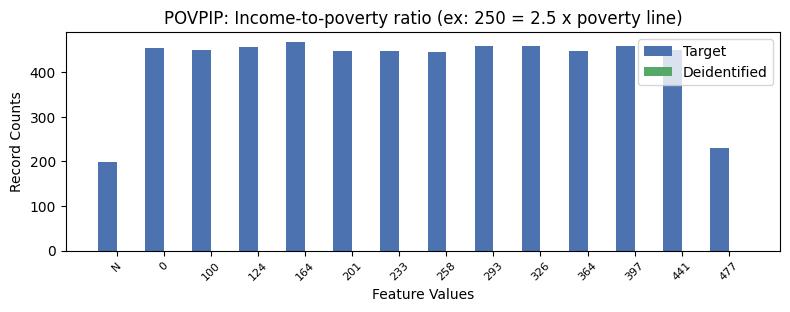 POVPIP: Income-to-poverty ratio (ex: 250 = 2.5 x poverty line)
Target
Deidentified
Record Counts
400
300
200
100
0
N 0 100 124 164 201 233 258 293 326 364 397 441 477
Feature Values